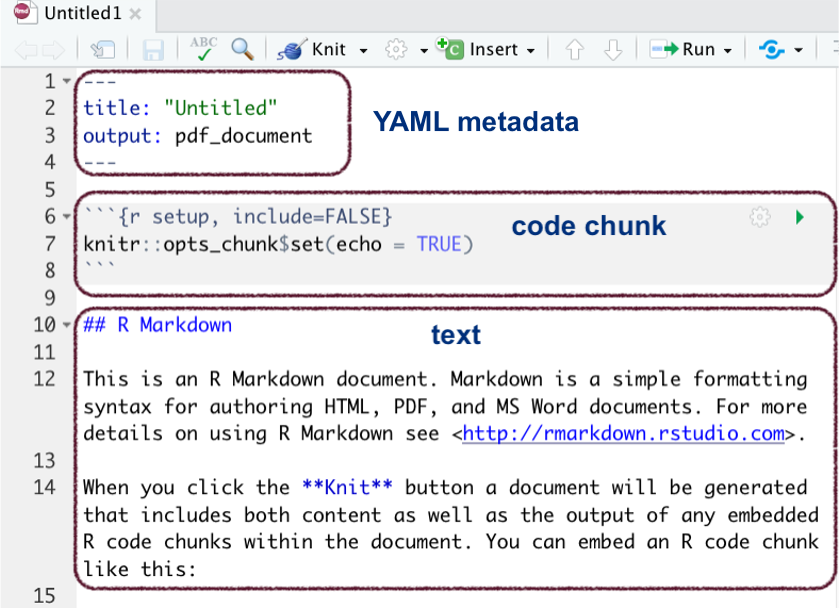 Rmd Untitled1 ×
ABC Knit C Insert Run
1 ---
2 title: "Untitled" YAML metadata
3 output: pdf_document
4 ---
5
6 ```{r setup, include=FALSE} code chunk
7 knitr::opts_chunk$set(echo = TRUE)
8 ```
9
10 ## R Markdown text
11
12 This is an R Markdown document. Markdown is a simple formatting
syntax for authoring HTML, PDF, and MS Word documents. For more
details on using R Markdown see <http://rmarkdown.rstudio.com>.
13
14 When you click the **Knit** button a document will be generated
that includes both content as well as the output of any embedded
R code chunks within the document. You can embed an R code chunk
like this:
15